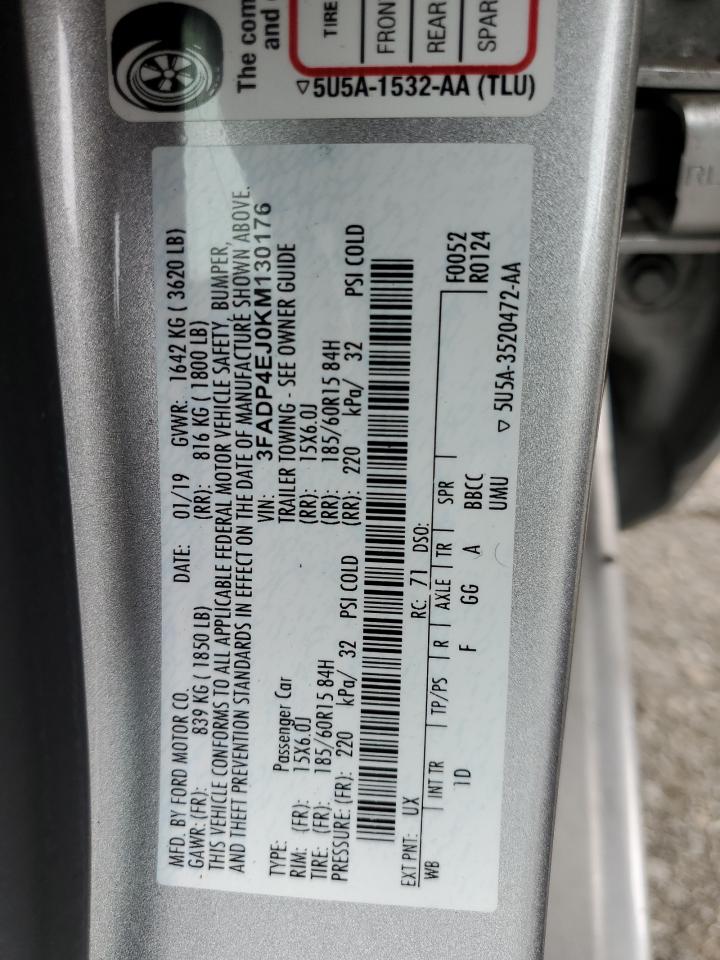 The com
and
TIRE
FRON
REAR
SPAR
▽5U5A-1532-AA (TLU)
MFD. BY FORD MOTOR CO.
DATE: 01/19 GVWR: 1642 KG ( 3620 LB)
GAWR: (FR): 839 KG ( 1850 LB) (RR): 816 KG ( 1800 LB)
THIS VEHICLE CONFORMS TO ALL APPLICABLE FEDERAL MOTOR VEHICLE SAFETY, BUMPER,
AND THEFT PREVENTION STANDARDS IN EFFECT ON THE DATE OF MANUFACTURE SHOWN ABOVE.
VIN: 3FADP4EJ0KM130176
TYPE: Passenger Car TRAILER TOWING - SEE OWNER GUIDE
RIM: (FR): 15X6.0J (RR): 15X6.0J
TIRE: (FR): 185/60R15 84H (RR): 185/60R15 84H
PRESSURE: (FR): 220 kPa/ 32 PSI COLD (RR): 220 kPa/ 32 PSI COLD
EXT PNT: UX RC: 71 DSO: F0052
WB INT TR TP/PS R AXLE TR SPR R0124
1D F GG A BBCC
UMU
▽ 5U5A-3520472-AA